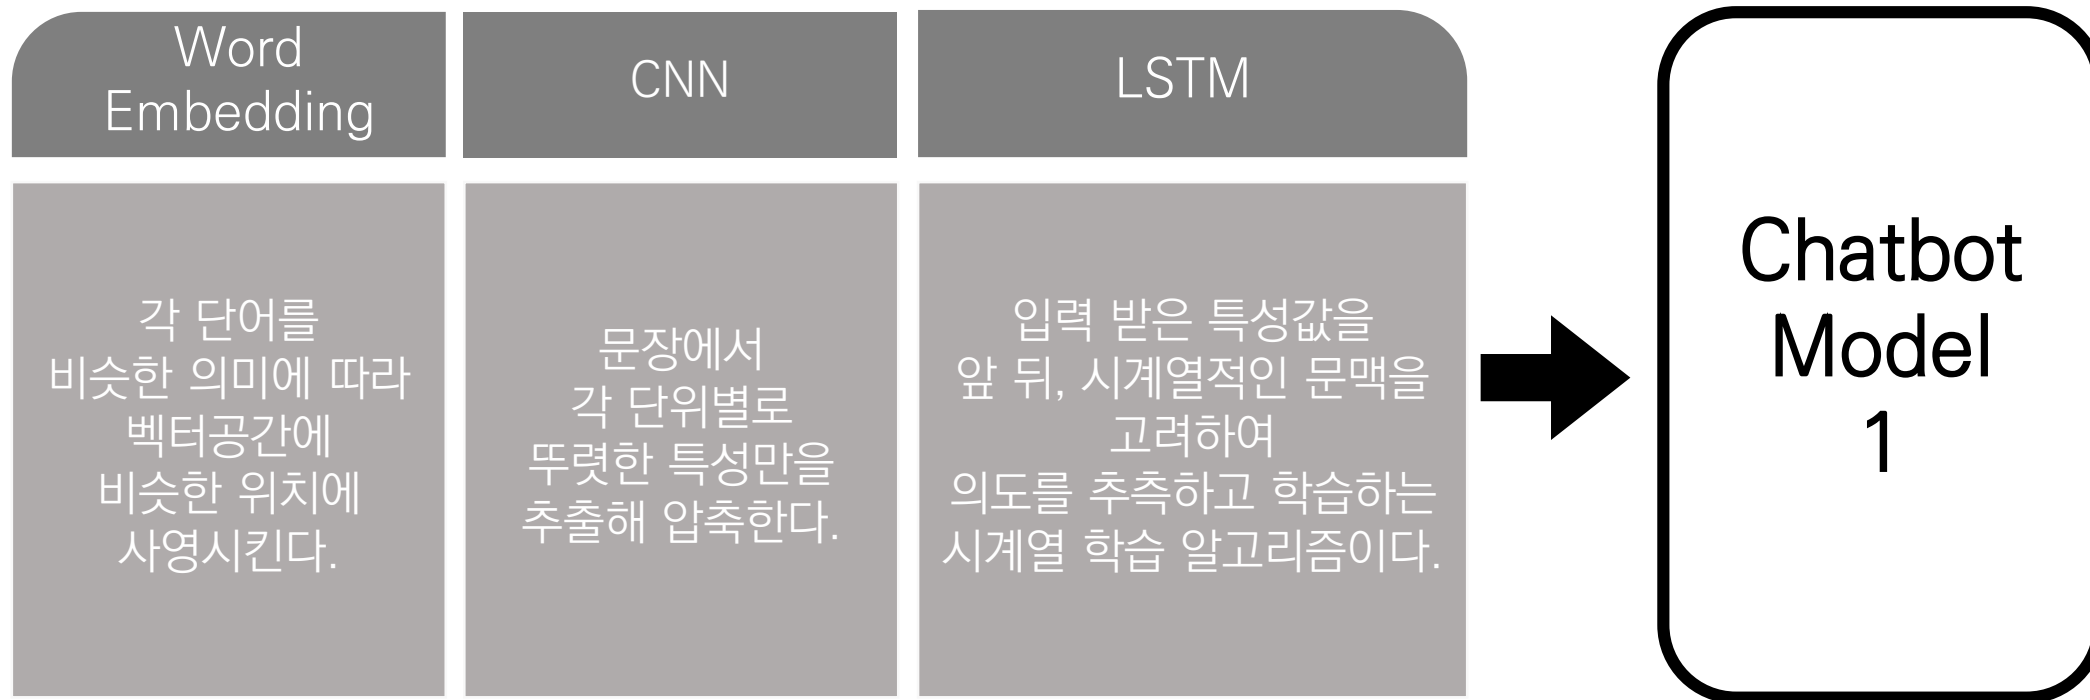 Word
Embedding
CNN
LSTM
각 단어를
비슷한 의미에 따라
벡터공간에
비슷한 위치에
사영시킨다.
문장에서
각 단위별로
뚜렷한 특성만을
추출해 압축한다.
입력 받은 특성값을
앞 뒤, 시계열적인 문맥을
고려하여
의도를 추측하고 학습하는
시계열 학습 알고리즘이다.
Chatbot
Model
1